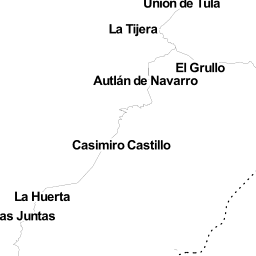 Unión de Tula
La Tijera
El Grullo
Autlán de Navarro
Casimiro Castillo
La Huerta
as Juntas